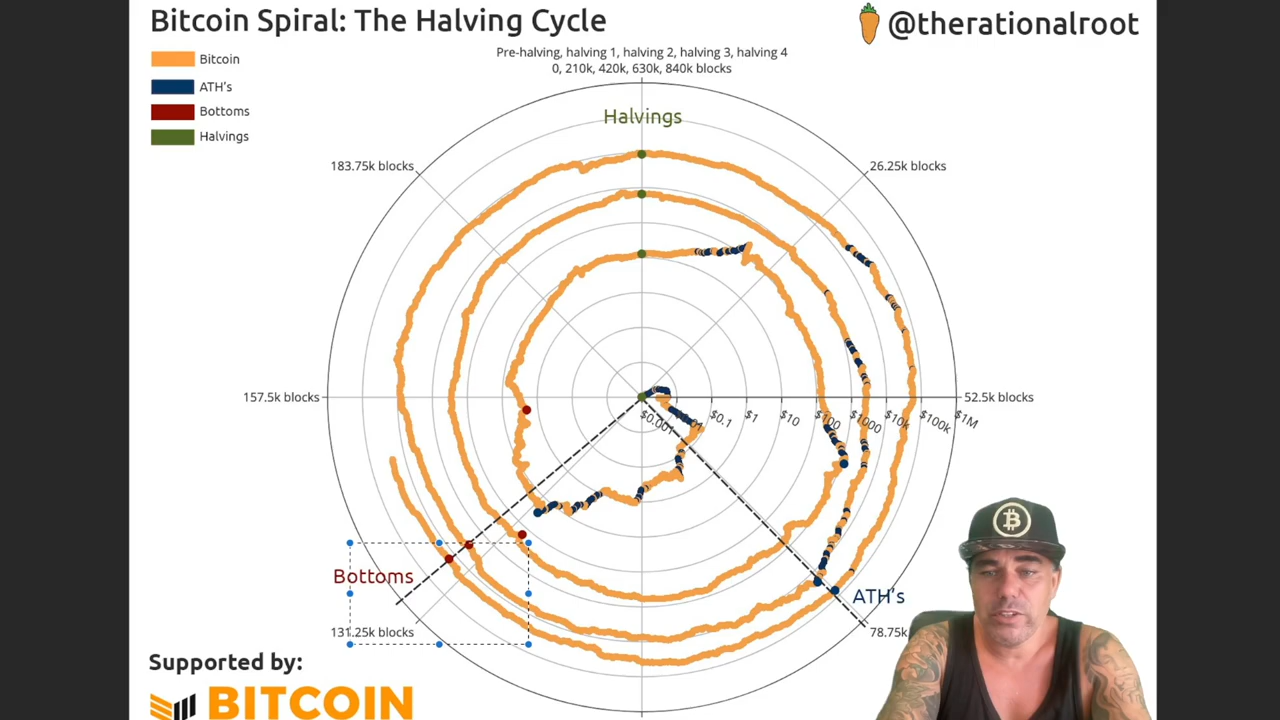 Bitcoin Spiral: The Halving Cycle
@therationalroot
Bitcoin
ATH's
Bottoms
Halvings
Pre-halving, halving 1, halving 2, halving 3, halving 4
0, 210k, 420k, 630k, 840k blocks
Halvings
183.75k blocks
26.25k blocks
157.5k blocks
52.5k blocks
$0.001
$0.1
$1
$10
$100
$1000
$10k
$100k
$1M
Bottoms
ATH's
131.25k blocks
78.75k
Supported by:
BITCOIN